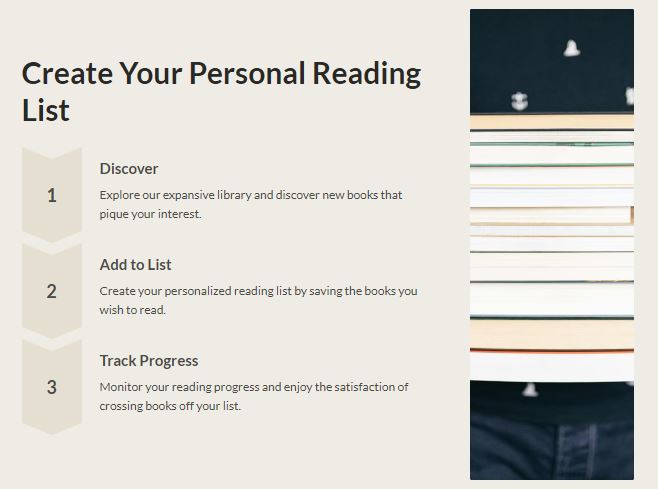 Create Your Personal Reading
List
1
Discover
Explore our expansive library and discover new books that
pique your interest.
2
Add to List
Create your personalized reading list by saving the books you
wish to read.
3
Track Progress
Monitor your reading progress and enjoy the satisfaction of
crossing books off your list.